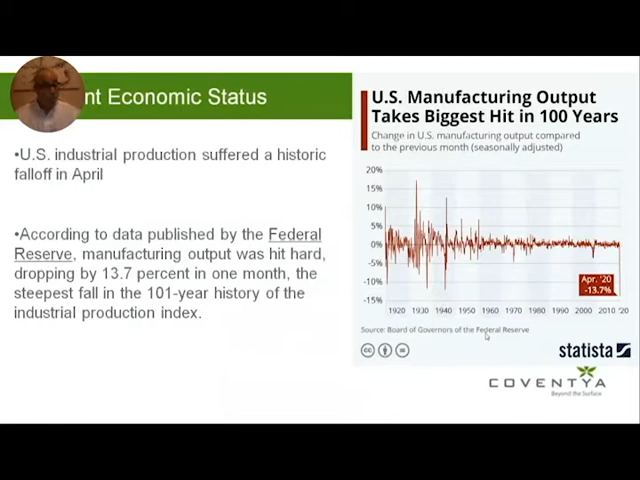 nt Economic Status
•U.S. industrial production suffered a historic
falloff in April
•According to data published by the Federal
Reserve, manufacturing output was hit hard,
dropping by 13.7 percent in one month, the
steepest fall in the 101-year history of the
industrial production index.
U.S. Manufacturing Output
Takes Biggest Hit in 100 Years
Change in U.S. manufacturing output compared
to the previous month (seasonally adjusted)
20%
15%
10%
5%
0%
-5%
-10%
-15%
Apr. '20
-13.7%
1920 1930 1940 1950 1960 1970 1980 1990 2000 2010 '20
Source: Board of Governors of the Federal Reserve
statista
COVENTYA
Beyond the Surface